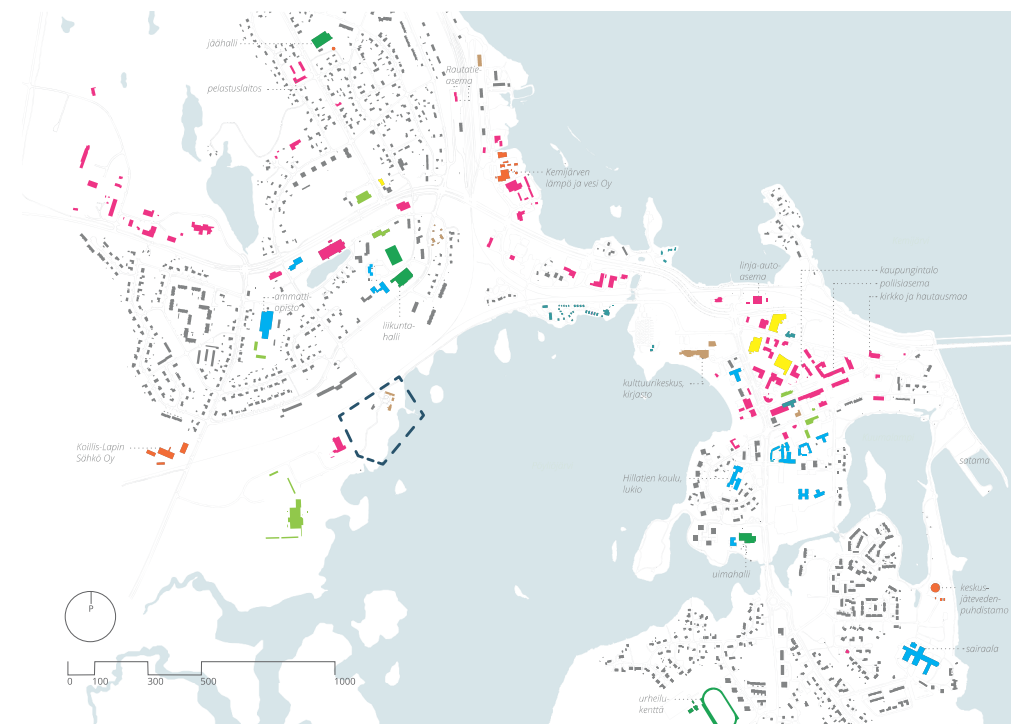 jäähalli
pelastuslaitos
Rautatie-
asema
Kemijärven
lämpö ja vesi Oy
linja-auto-
asema
kaupungintalo
poliisiasema
kirkko ja hautausmaa
ammatti-
opisto
liikunta-
halli
kulttuurikeskus,
kirjasto
Koillis-Lapin
Sähkö Oy
Hillatien koulu,
lukio
satama
uimahalli
keskus-
jäteveden-
puhdistamo
sairaala
urheilu-
kenttä
P
0 100 300 500 1000